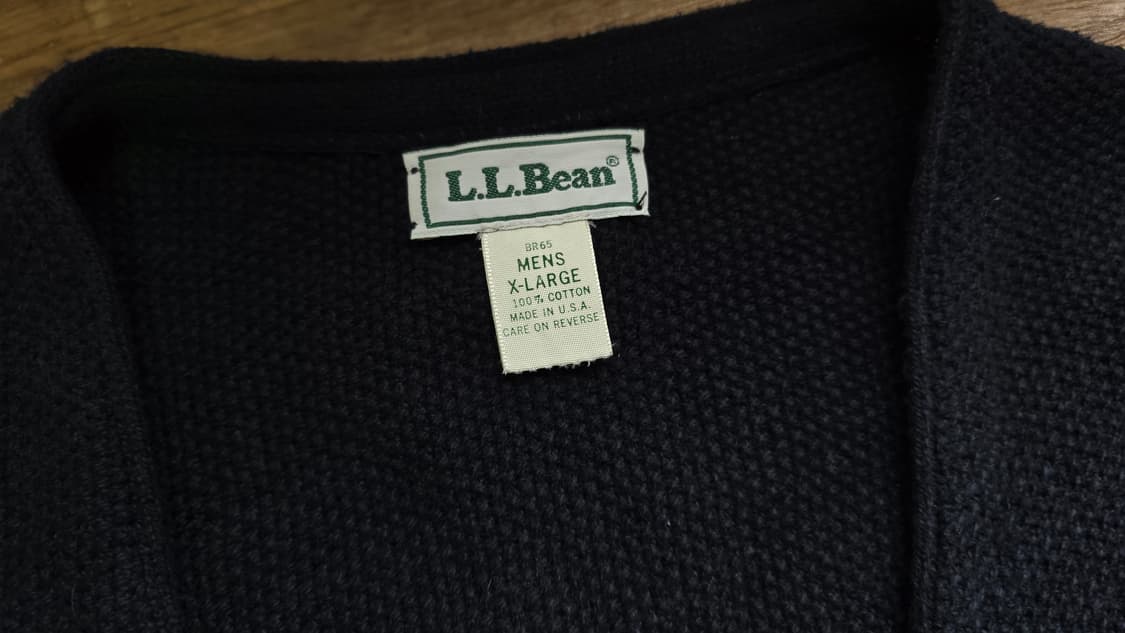 L.L.Bean®
BR65
MENS
X-LARGE
100% COTTON
MADE IN U.S.A.
CARE ON REVERSE